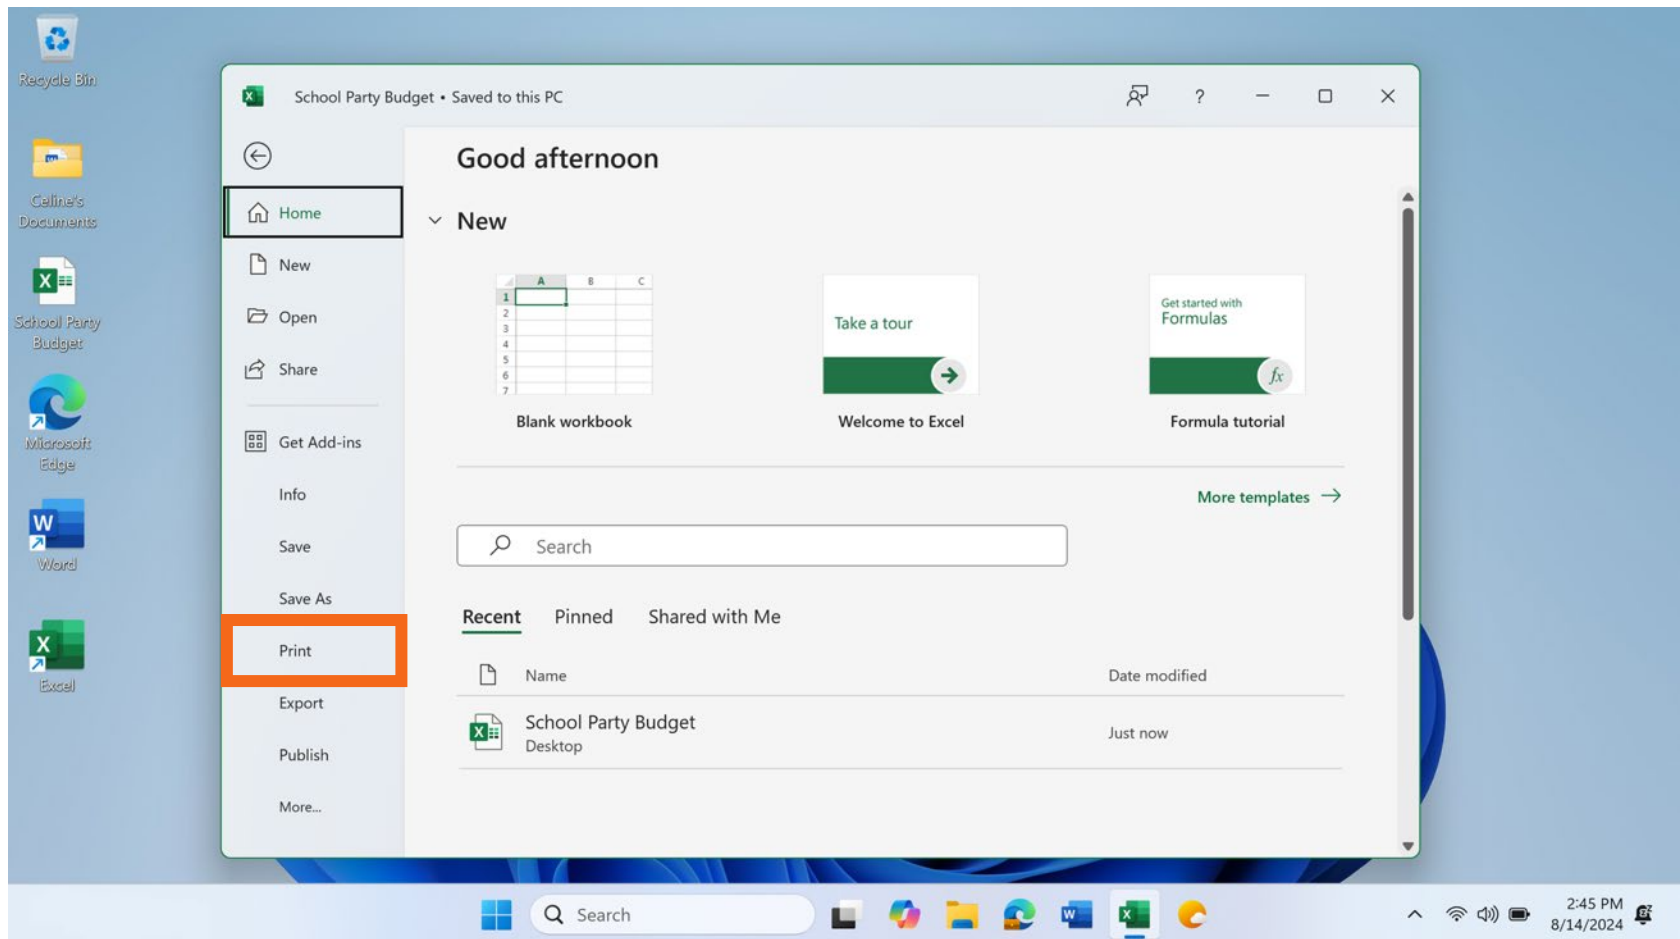 Recycle Bin
Celine's
Documents
School Party
Budget
Microsoft
Edge
Word
Excel
School Party Budget • Saved to this PC
?
Good afternoon
Home
New
Open
Share
Get Add-ins
Info
Save
Save As
Print
Export
Publish
More...
New
A B C
1
2
3
4
5
6
7
Blank workbook
Take a tour
Welcome to Excel
Get started with
Formulas
fx
Formula tutorial
More templates
Search
Recent Pinned Shared with Me
Name Date modified
School Party Budget
Desktop
Just now
Search
2:45 PM
8/14/2024